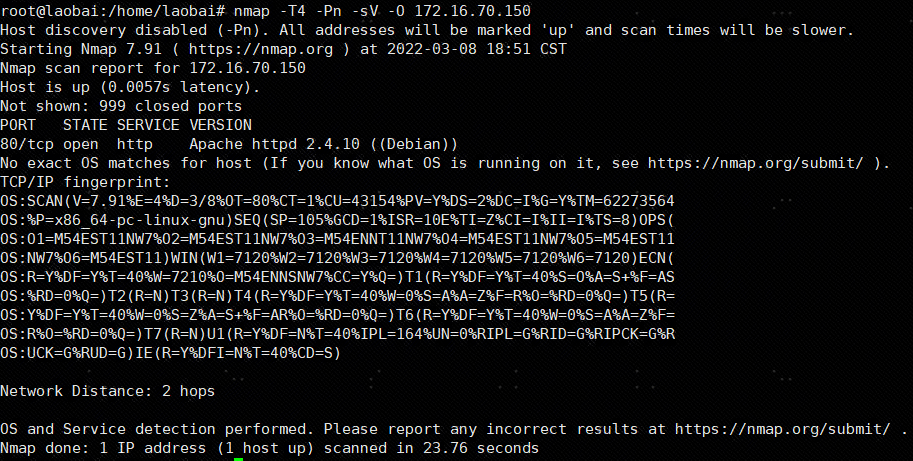 root@laobai:/home/laobai# nmap -T4 -Pn -sV -O 172.16.70.150
Host discovery disabled (-Pn). All addresses will be marked 'up' and scan times will be slower.
Starting Nmap 7.91 ( https://nmap.org ) at 2022-03-08 18:51 CST
Nmap scan report for 172.16.70.150
Host is up (0.0057s latency).
Not shown: 999 closed ports
PORT   STATE SERVICE VERSION
80/tcp open  http    Apache httpd 2.4.10 ((Debian))
No exact OS matches for host (If you know what OS is running on it, see https://nmap.org/submit/ ).
TCP/IP fingerprint:
OS:SCAN(V=7.91%E=4%D=3/8%OT=80%CT=1%CU=43154%PV=Y%DS=2%DC=I%G=Y%TM=62273564
OS:%P=x86_64-pc-linux-gnu)SEQ(SP=105%GCD=1%ISR=10E%TI=Z%CI=I%II=I%TS=8)OPS(
OS:O1=M54EST11NW7%O2=M54EST11NW7%O3=M54ENNT11NW7%O4=M54EST11NW7%O5=M54EST11
OS:NW7%O6=M54EST11)WIN(W1=7120%W2=7120%W3=7120%W4=7120%W5=7120%W6=7120)ECN(
OS:R=Y%DF=Y%T=40%W=7210%O=M54ENNSNW7%CC=Y%Q=)T1(R=Y%DF=Y%T=40%S=O%A=S+%F=AS
OS:%RD=0%Q=)T2(R=N)T3(R=N)T4(R=Y%DF=Y%T=40%W=0%S=A%A=Z%F=R%O=%RD=0%Q=)T5(R=
OS:Y%DF=Y%T=40%W=0%S=Z%A=S+%F=AR%O=%RD=0%Q=)T6(R=Y%DF=Y%T=40%W=0%S=A%A=Z%F=
OS:R%O=%RD=0%Q=)T7(R=N)U1(R=Y%DF=N%T=40%IPL=164%UN=0%RIPL=G%RID=G%RIPCK=G%R
OS:UCK=G%RUD=G)IE(R=Y%DFI=N%T=40%CD=S)
Network Distance: 2 hops
OS and Service detection performed. Please report any incorrect results at https://nmap.org/submit/ .
Nmap done: 1 IP address (1 host up) scanned in 23.76 seconds